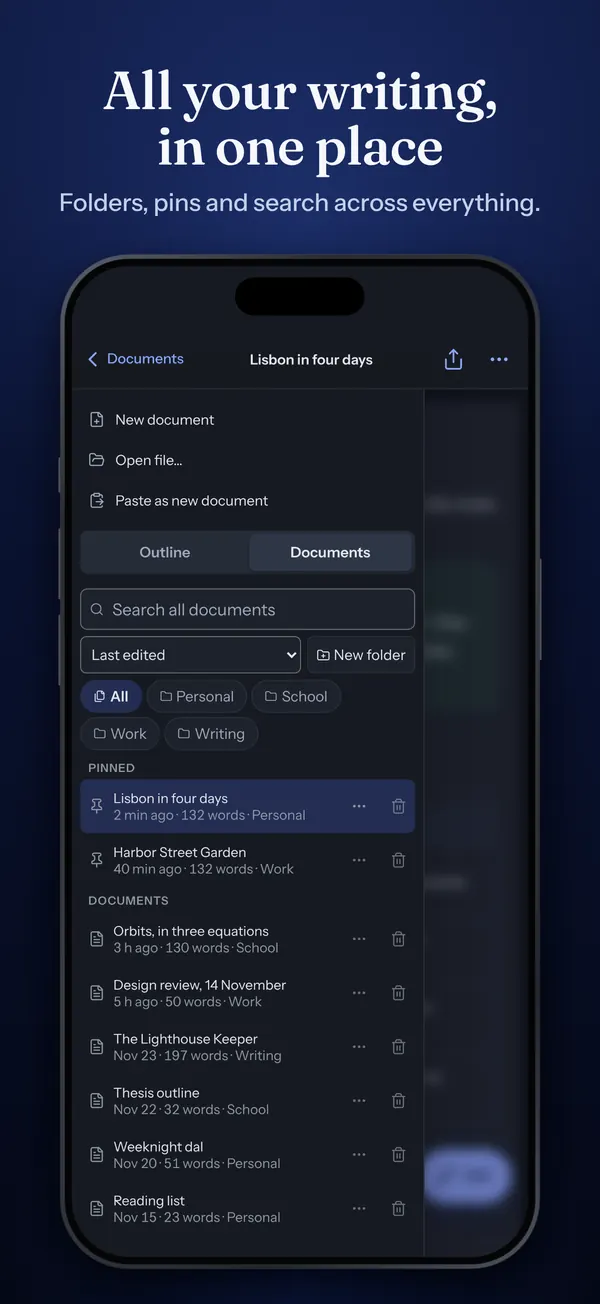 All your writing,
in one place
Folders, pins and search across everything.
Documents
Lisbon in four days
New document
Open file...
Paste as new document
Outline
Documents
Search all documents
Last edited
New folder
All
Personal
School
Work
Writing
PINNED
Lisbon in four days
2 min ago · 132 words · Personal
Harbor Street Garden
40 min ago · 132 words · Work
DOCUMENTS
Orbits, in three equations
3 h ago · 130 words · School
Design review, 14 November
5 h ago · 50 words · Work
The Lighthouse Keeper
Nov 23 · 197 words · Writing
Thesis outline
Nov 22 · 32 words · School
Weeknight dal
Nov 20 · 51 words · Personal
Reading list
Nov 15 · 23 words · Personal